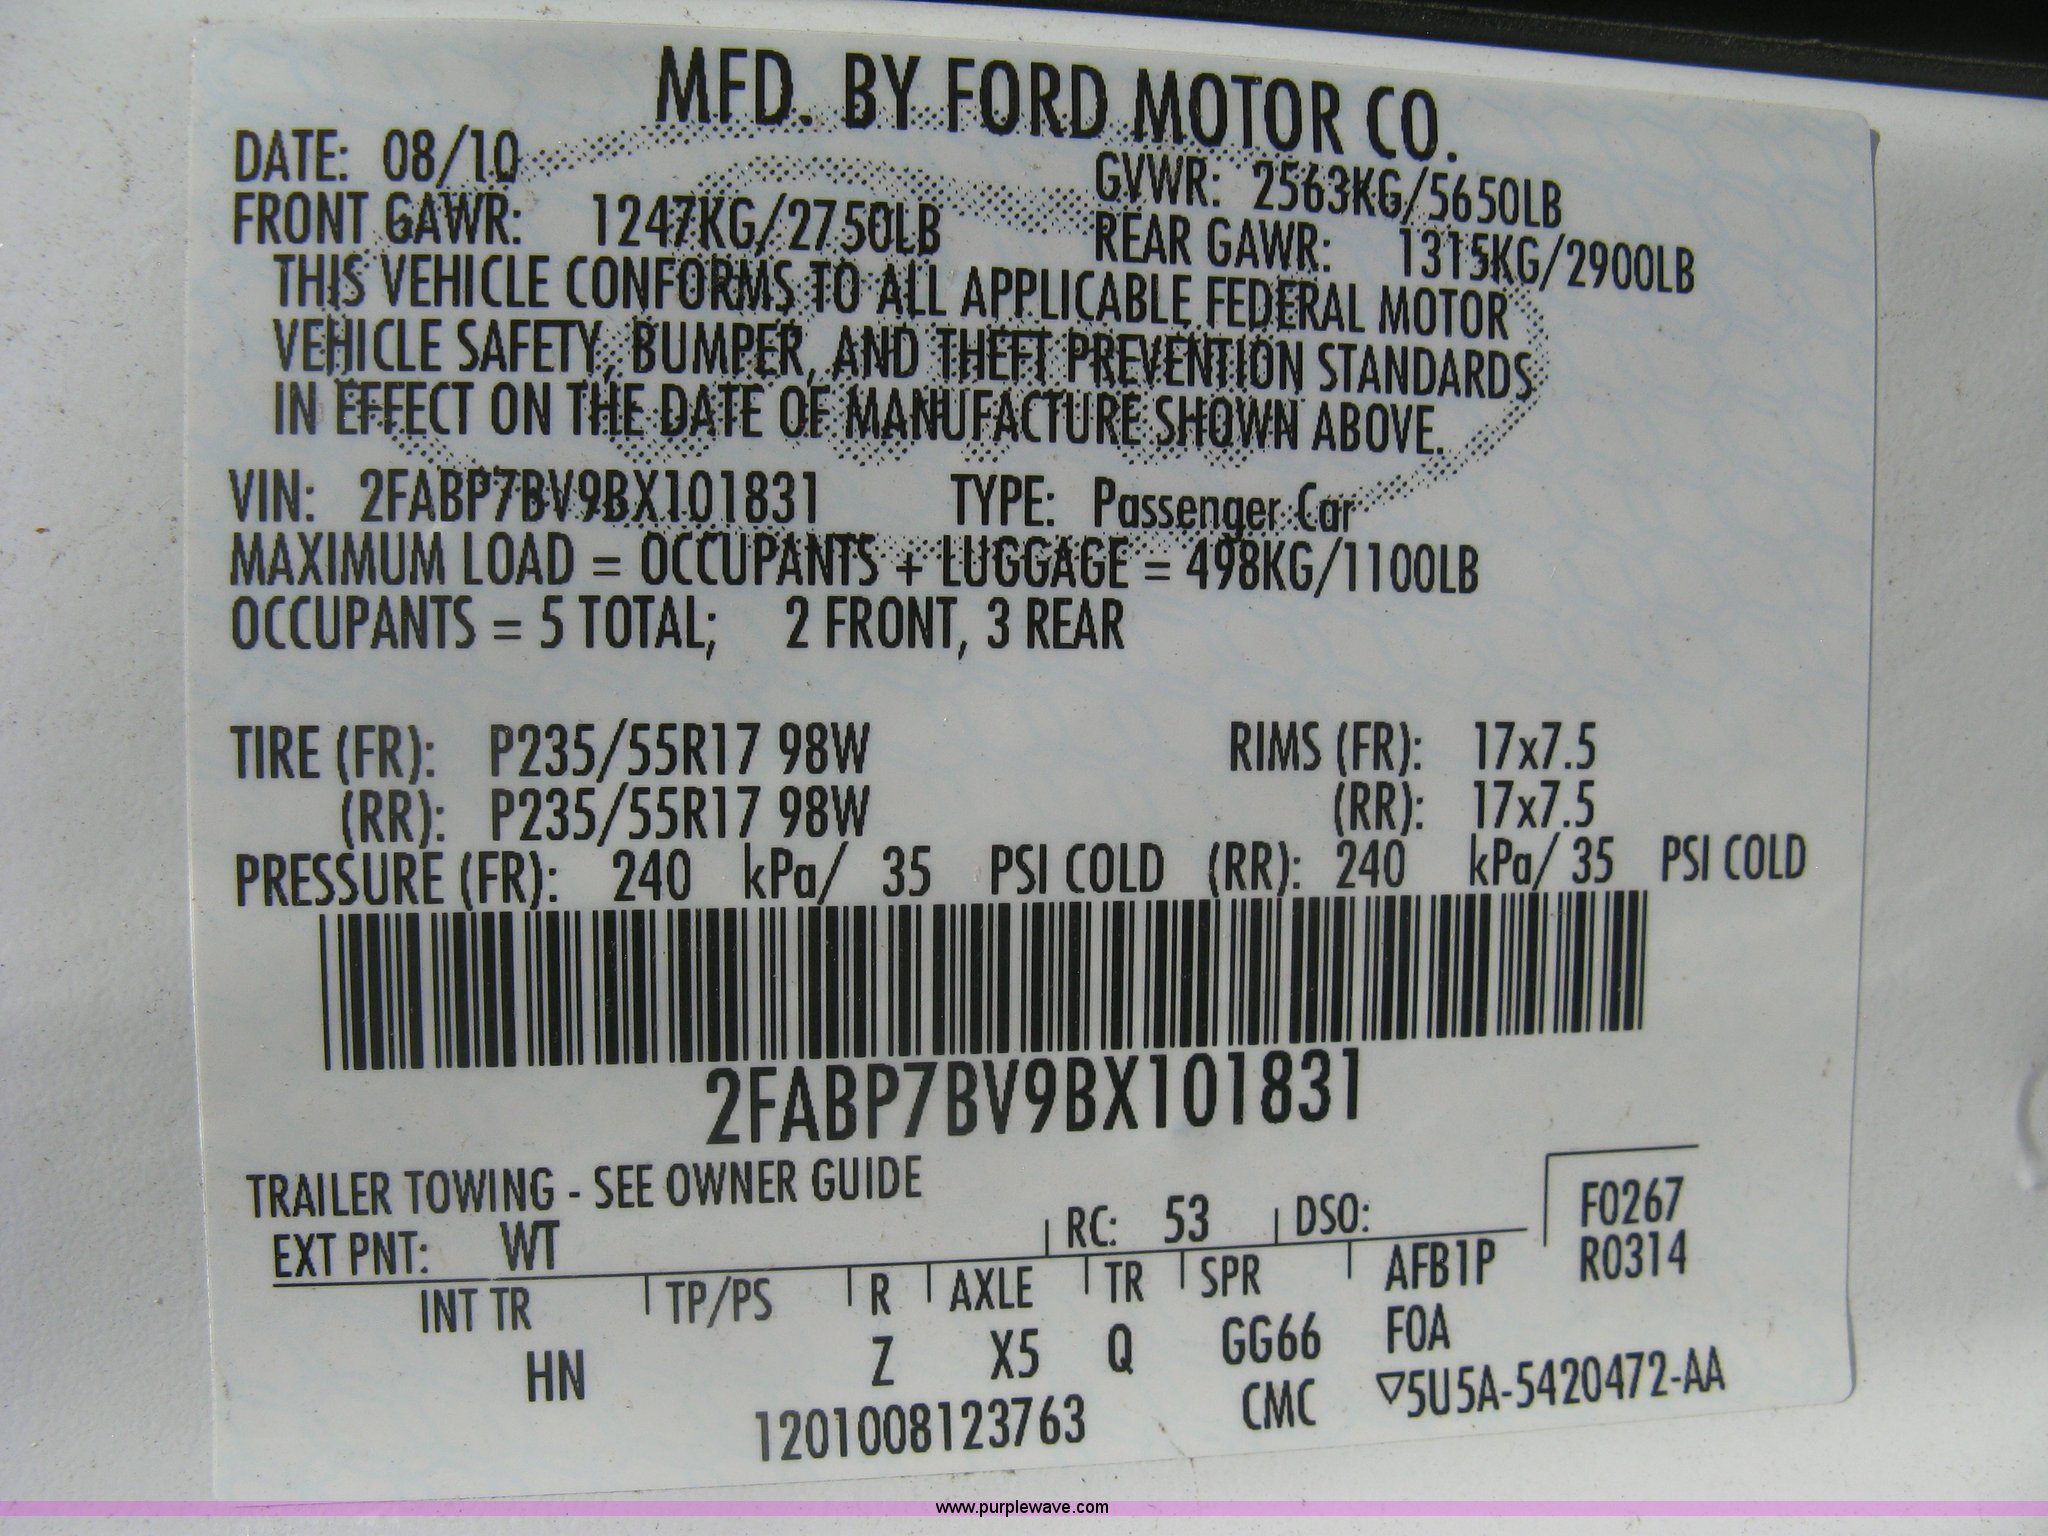 MFD. BY FORD MOTOR CO.
DATE: 08/10 GVWR: 2563KG/5650LB
FRONT GAWR: 1247KG/2750LB REAR GAWR: 1315KG/2900LB
THIS VEHICLE CONFORMS TO ALL APPLICABLE FEDERAL MOTOR
VEHICLE SAFETY, BUMPER, AND THEFT PREVENTION STANDARDS
IN EFFECT ON THE DATE OF MANUFACTURE SHOWN ABOVE.
VIN: 2FABP7BV9BX101831 TYPE: Passenger Car
MAXIMUM LOAD = OCCUPANTS + LUGGAGE = 498KG/1100LB
OCCUPANTS = 5 TOTAL; 2 FRONT, 3 REAR
TIRE (FR): P235/55R17 98W RIMS (FR): 17x7.5
(RR): P235/55R17 98W (RR): 17x7.5
PRESSURE (FR): 240 kPa/ 35 PSI COLD (RR): 240 kPa/ 35 PSI COLD
2FABP7BV9BX101831
TRAILER TOWING - SEE OWNER GUIDE F0267
EXT PNT: WT RC: 53 DSO: R0314
INT TR TP/PS R AXLE TR SPR AFB1P
HN Z X5 Q GG66 FOA
1201008123763 CMC ▽5U5A-5420472-AA
www.purplewave.com